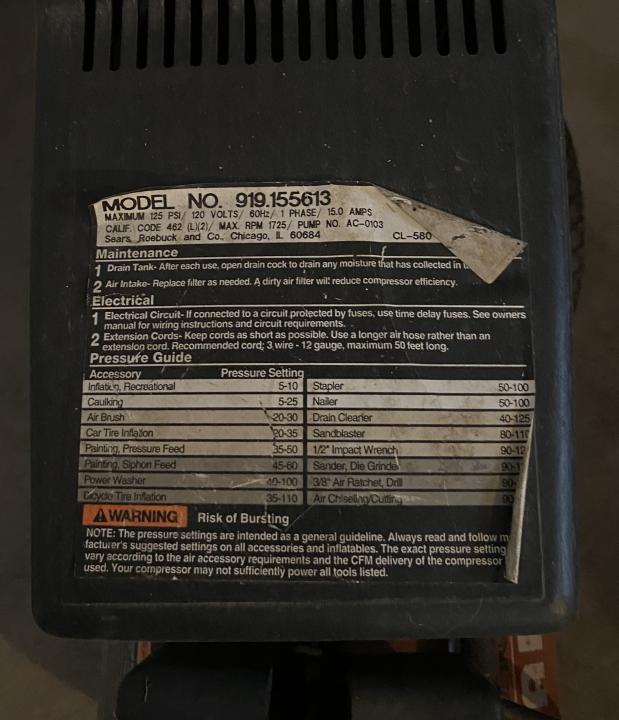 MODEL NO. 919.155613
MAXIMUM 125 PSI/ 120 VOLTS/ 60Hz/ 1 PHASE/ 15.0 AMPS
CALIF. CODE 462 (L)(2)/ MAX. RPM 1725/ PUMP NO. AC-0103
Sears, Roebuck and Co., Chicago, IL 60684 CL-580
Maintenance
1 Drain Tank- After each use, open drain cock to drain any moisture that has collected in
2 Air Intake- Replace filter as needed. A dirty air filter will reduce compressor efficiency.
Electrical
1 Electrical Circuit- If connected to a circuit protected by fuses, use time delay fuses. See owners
manual for wiring instructions and circuit requirements.
2 Extension Cords- Keep cords as short as possible. Use a longer air hose rather than an
extension cord. Recommended cord; 3 wire - 12 gauge, maximum 50 feet long.
Pressure Guide
Accessory Pressure Setting
Inflation, Recreational 5-10 Stapler 50-100
Caulking 5-25 Nailer 50-100
Air Brush 20-30 Drain Cleaner 40-125
Car Tire Inflation 20-35 Sandblaster 80-110
Painting, Pressure Feed 35-50 1/2" Impact Wrench 90-12
Painting, Siphon Feed 45-60 Sander, Die Grinder 90-1
Power Washer 40-100 3/8" Air Ratchet, Drill 90-
Bicycle Tire Inflation 35-110 Air Chiseling/Cutting 90
WARNING Risk of Bursting
NOTE: The pressure settings are intended as a general guideline. Always read and follow m
facturer's suggested settings on all accessories and inflatables. The exact pressure setting
vary according to the air accessory requirements and the CFM delivery of the compressor
used. Your compressor may not sufficiently power all tools listed.